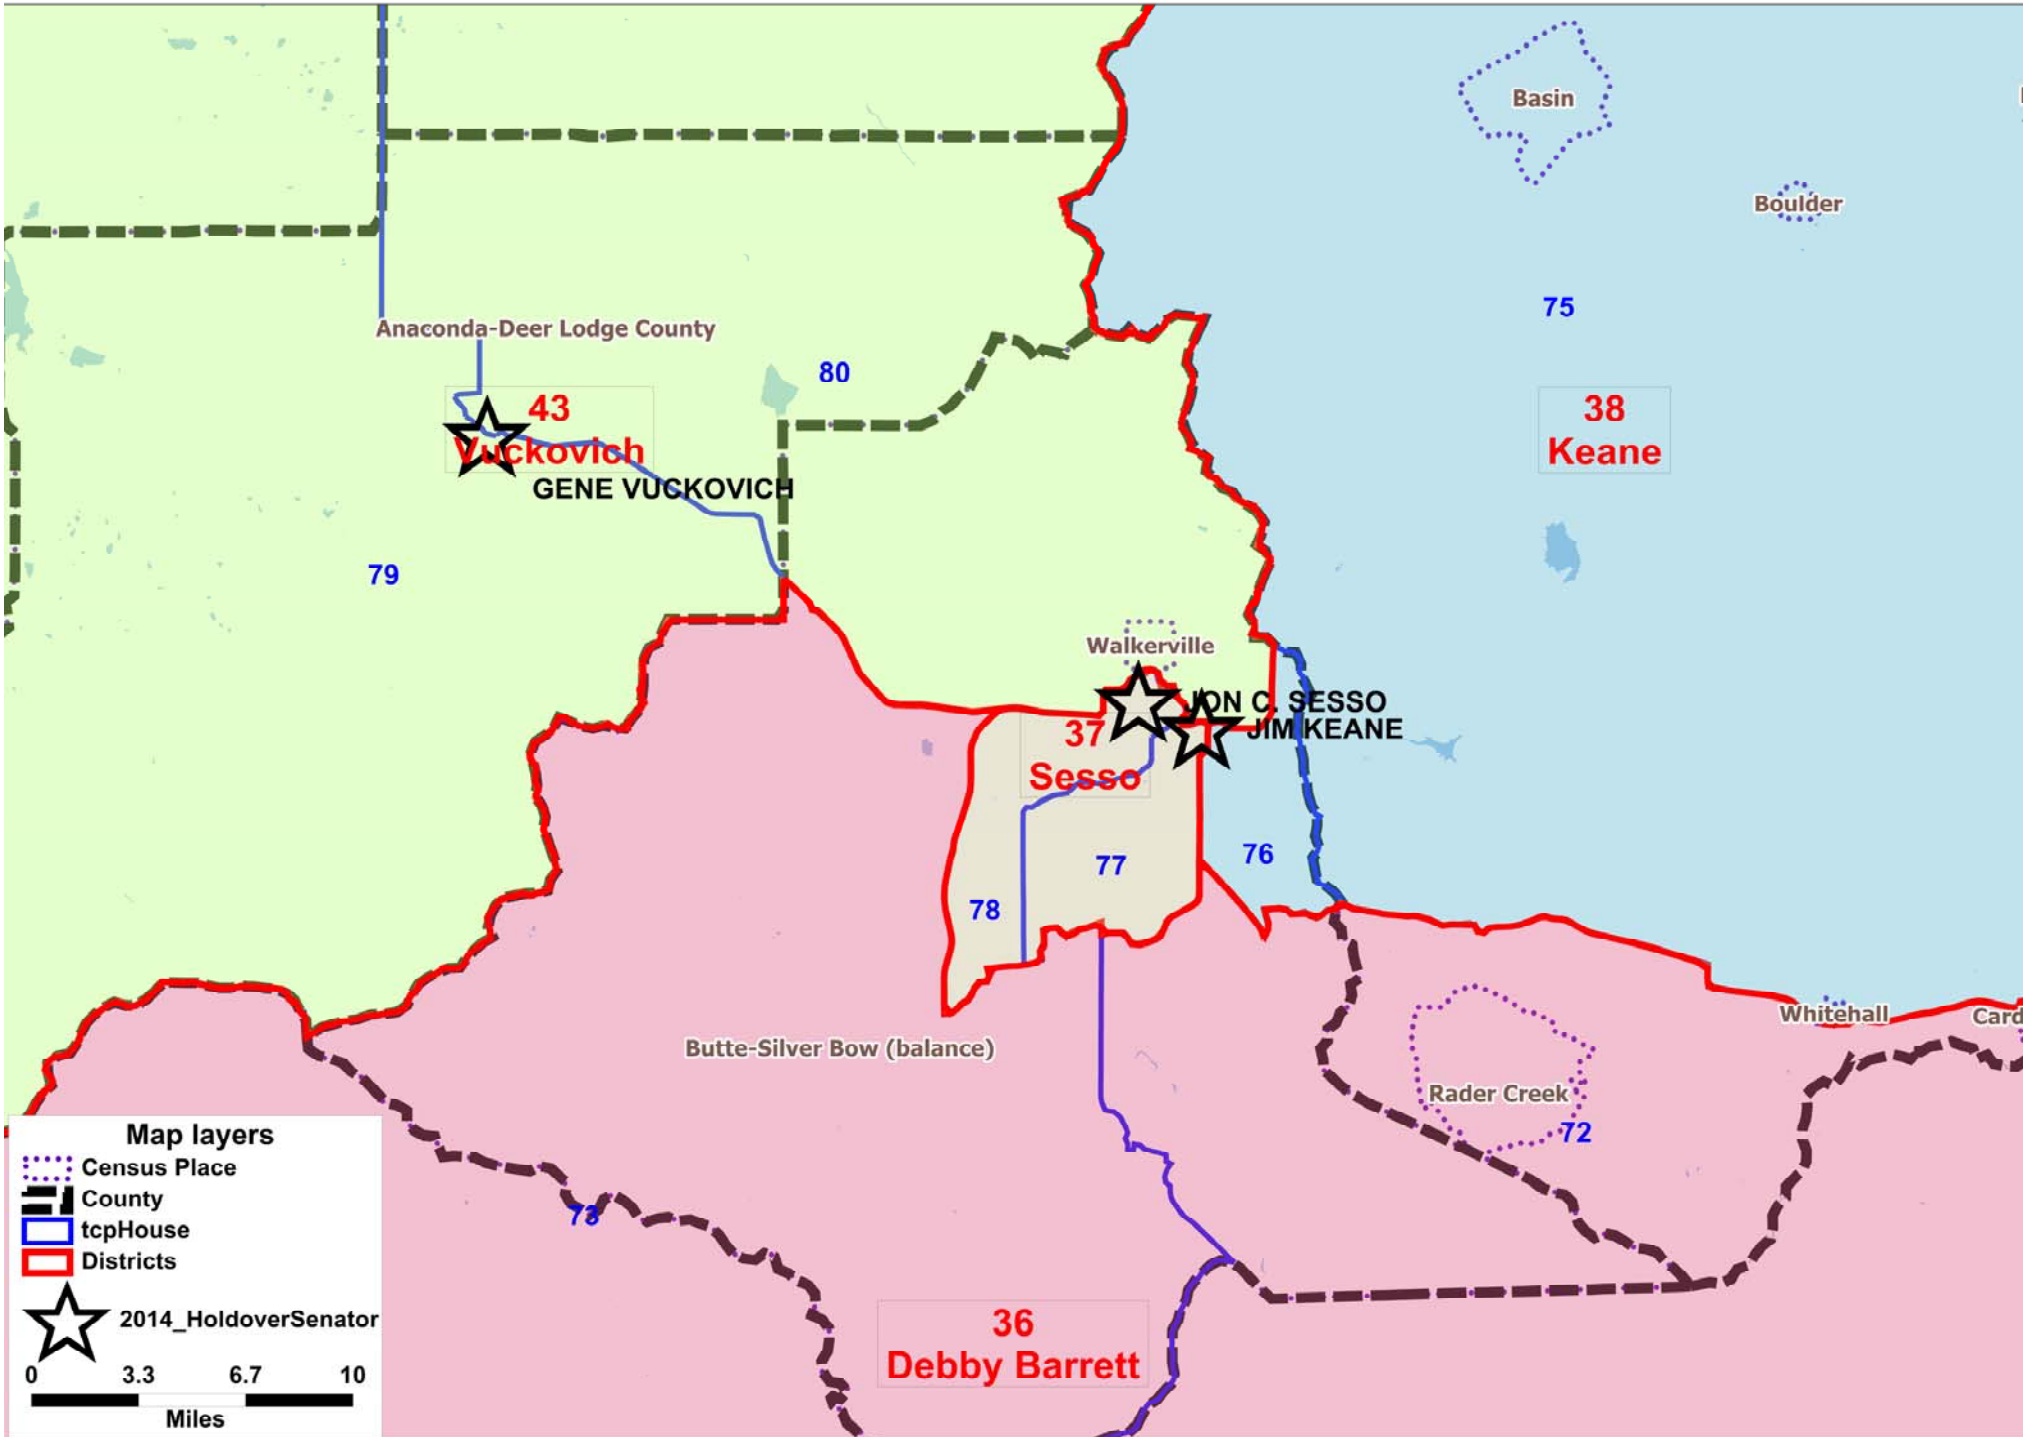 Basin
Boulder
75
Anaconda-Deer Lodge County
80
43
Vuckovich
GENE VUCKOVICH
38
Keane
79
Walkerville
JON C. SESSO
JIM KEANE
37
Sesso
76
77
78
Whitehall
Card
Butte-Silver Bow (balance)
Rader Creek
72
73
36
Debby Barrett
Map layers
Census Place
County
tcpHouse
Districts
2014_HoldoverSenator
0 3.3 6.7 10
Miles